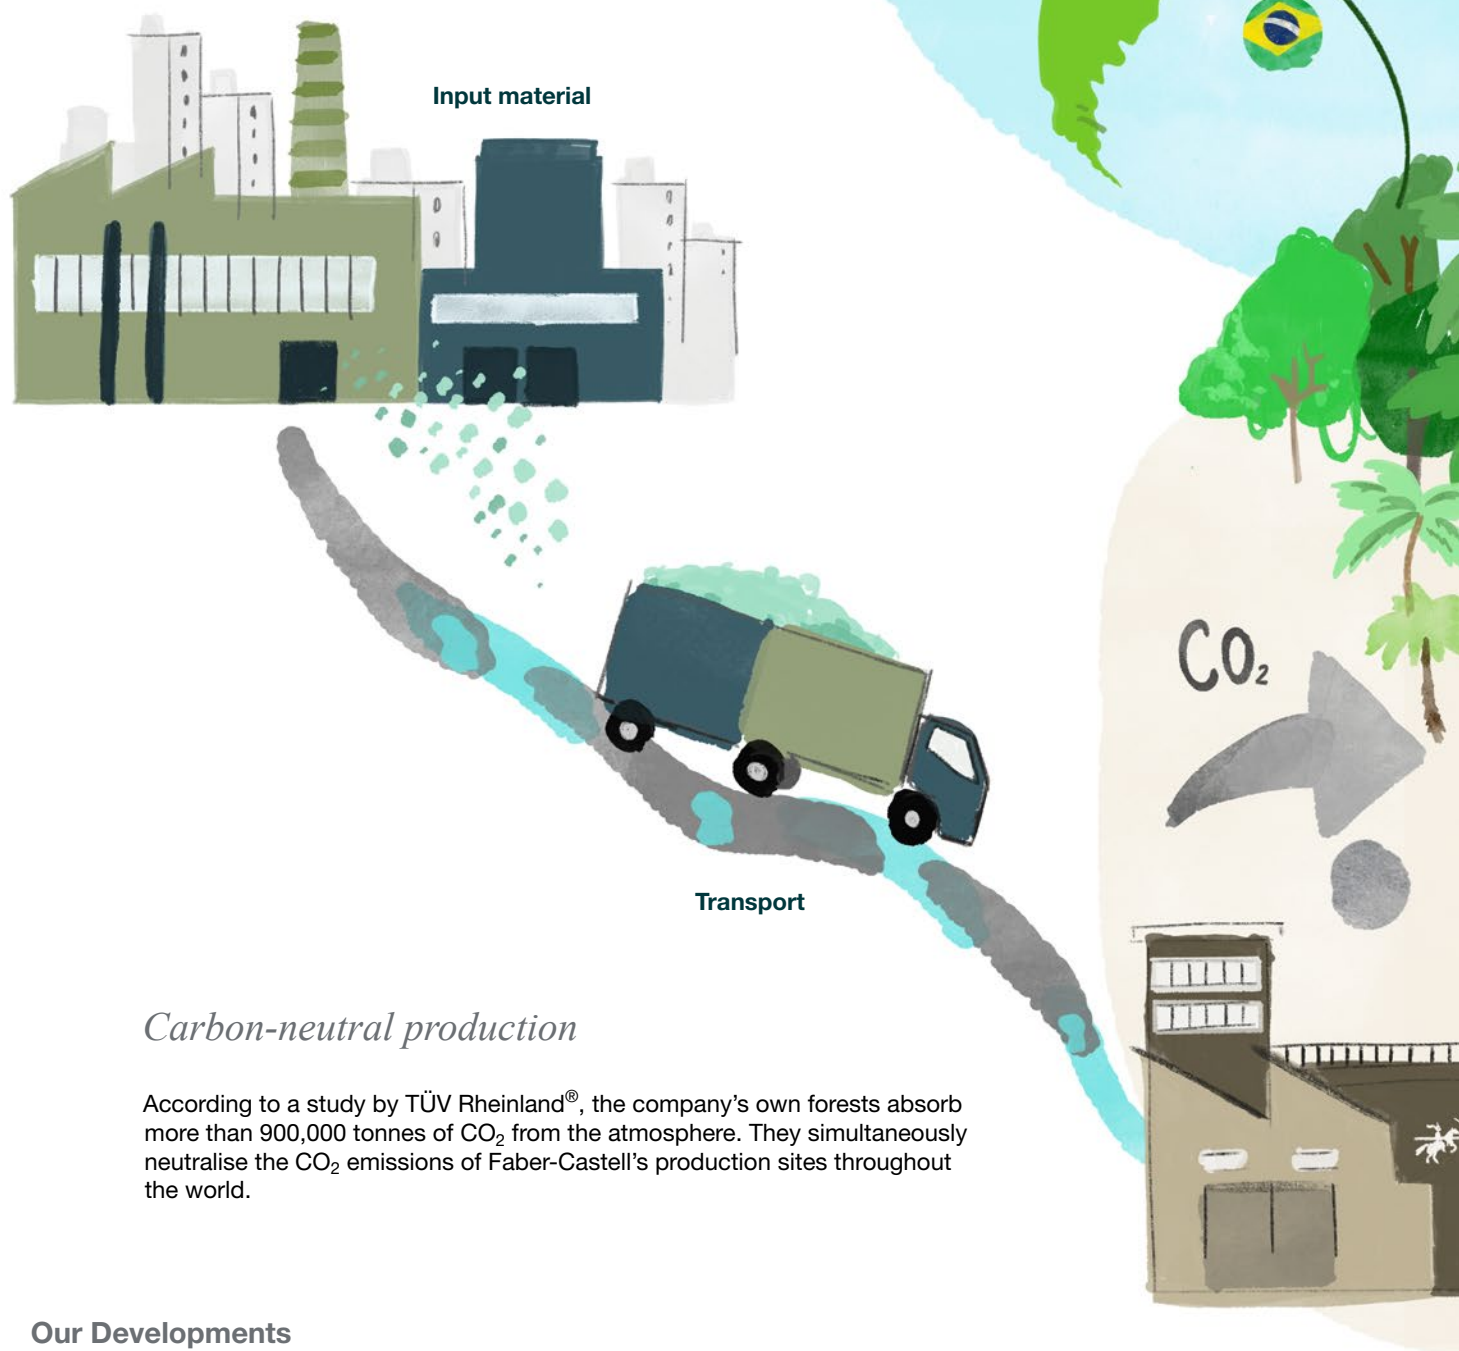 Input material
CO₂
Transport
Carbon-neutral production
According to a study by TÜV Rheinland®, the company’s own forests absorb
more than 900,000 tonnes of CO₂ from the atmosphere. They simultaneously
neutralise the CO₂ emissions of Faber-Castell’s production sites throughout
the world.
Our Developments